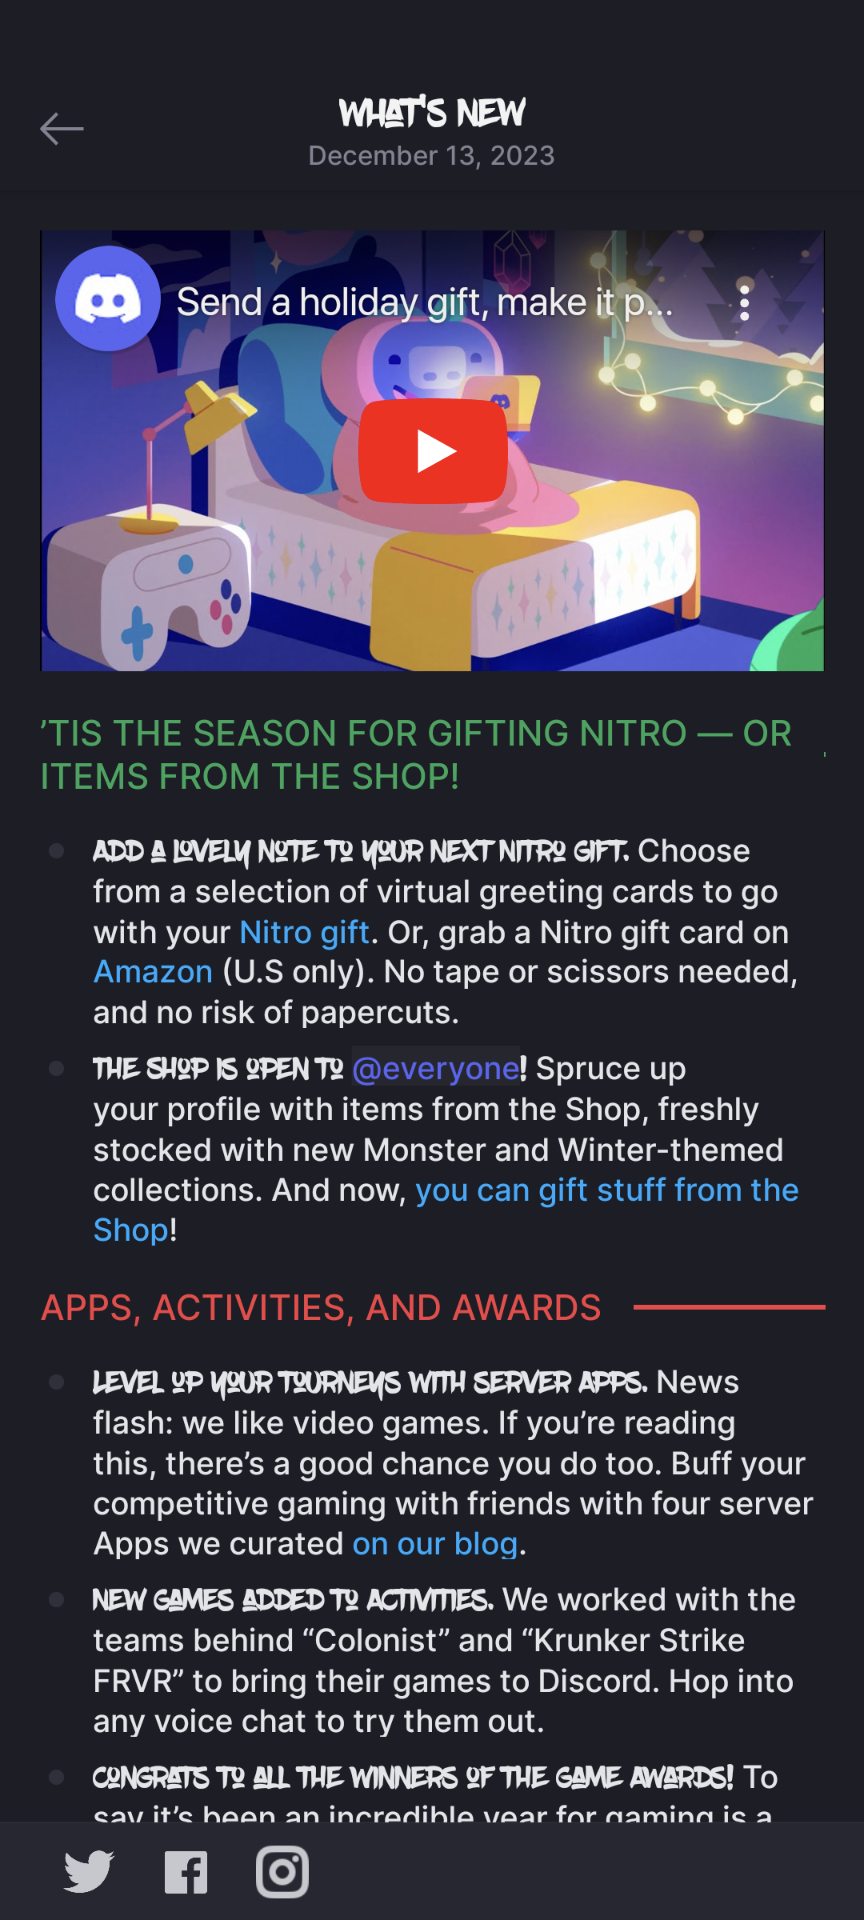 WHAT'S NEW
December 13, 2023
Send a holiday gift, make it p...
’TIS THE SEASON FOR GIFTING NITRO — OR
ITEMS FROM THE SHOP!
ADD A LOVELY NOTE TO YOUR NEXT NITRO GIFT. Choose
from a selection of virtual greeting cards to go
with your Nitro gift. Or, grab a Nitro gift card on
Amazon (U.S only). No tape or scissors needed,
and no risk of papercuts.
THE SHOP IS OPEN TO @everyone! Spruce up
your profile with items from the Shop, freshly
stocked with new Monster and Winter-themed
collections. And now, you can gift stuff from the
Shop!
APPS, ACTIVITIES, AND AWARDS
LEVEL UP YOUR TOURNEYS WITH SERVER APPS. News
flash: we like video games. If you’re reading
this, there’s a good chance you do too. Buff your
competitive gaming with friends with four server
Apps we curated on our blog.
NEW GAMES ADDED TO ACTIVITIES. We worked with the
teams behind “Colonist” and “Krunker Strike
FRVR” to bring their games to Discord. Hop into
any voice chat to try them out.
CONGRATS TO ALL THE WINNERS OF THE GAME AWARDS! To
say it’s been an incredible year for gaming is a